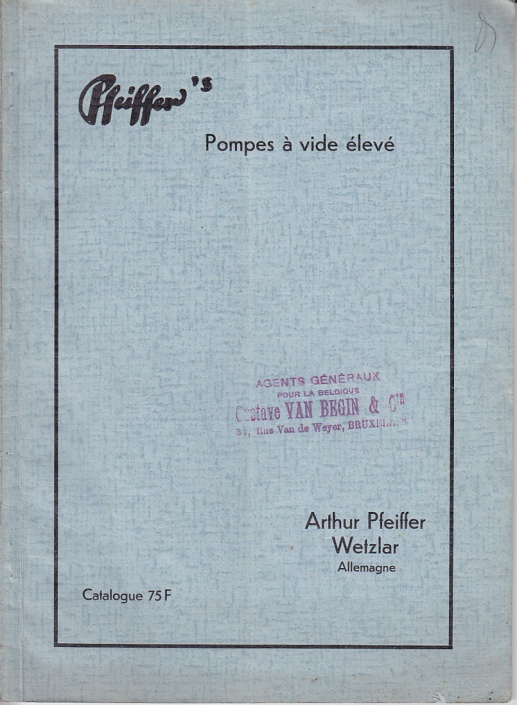 Pfeiffer's
Pompes à vide élevé
AGENTS GÉNÉRAUX
POUR LA BELGIQUE
VAN BEGIN & Cie
Rue Van de Weyer,
Arthur Pfeiffer
Wetzlar
Allemagne
Catalogue 75 F